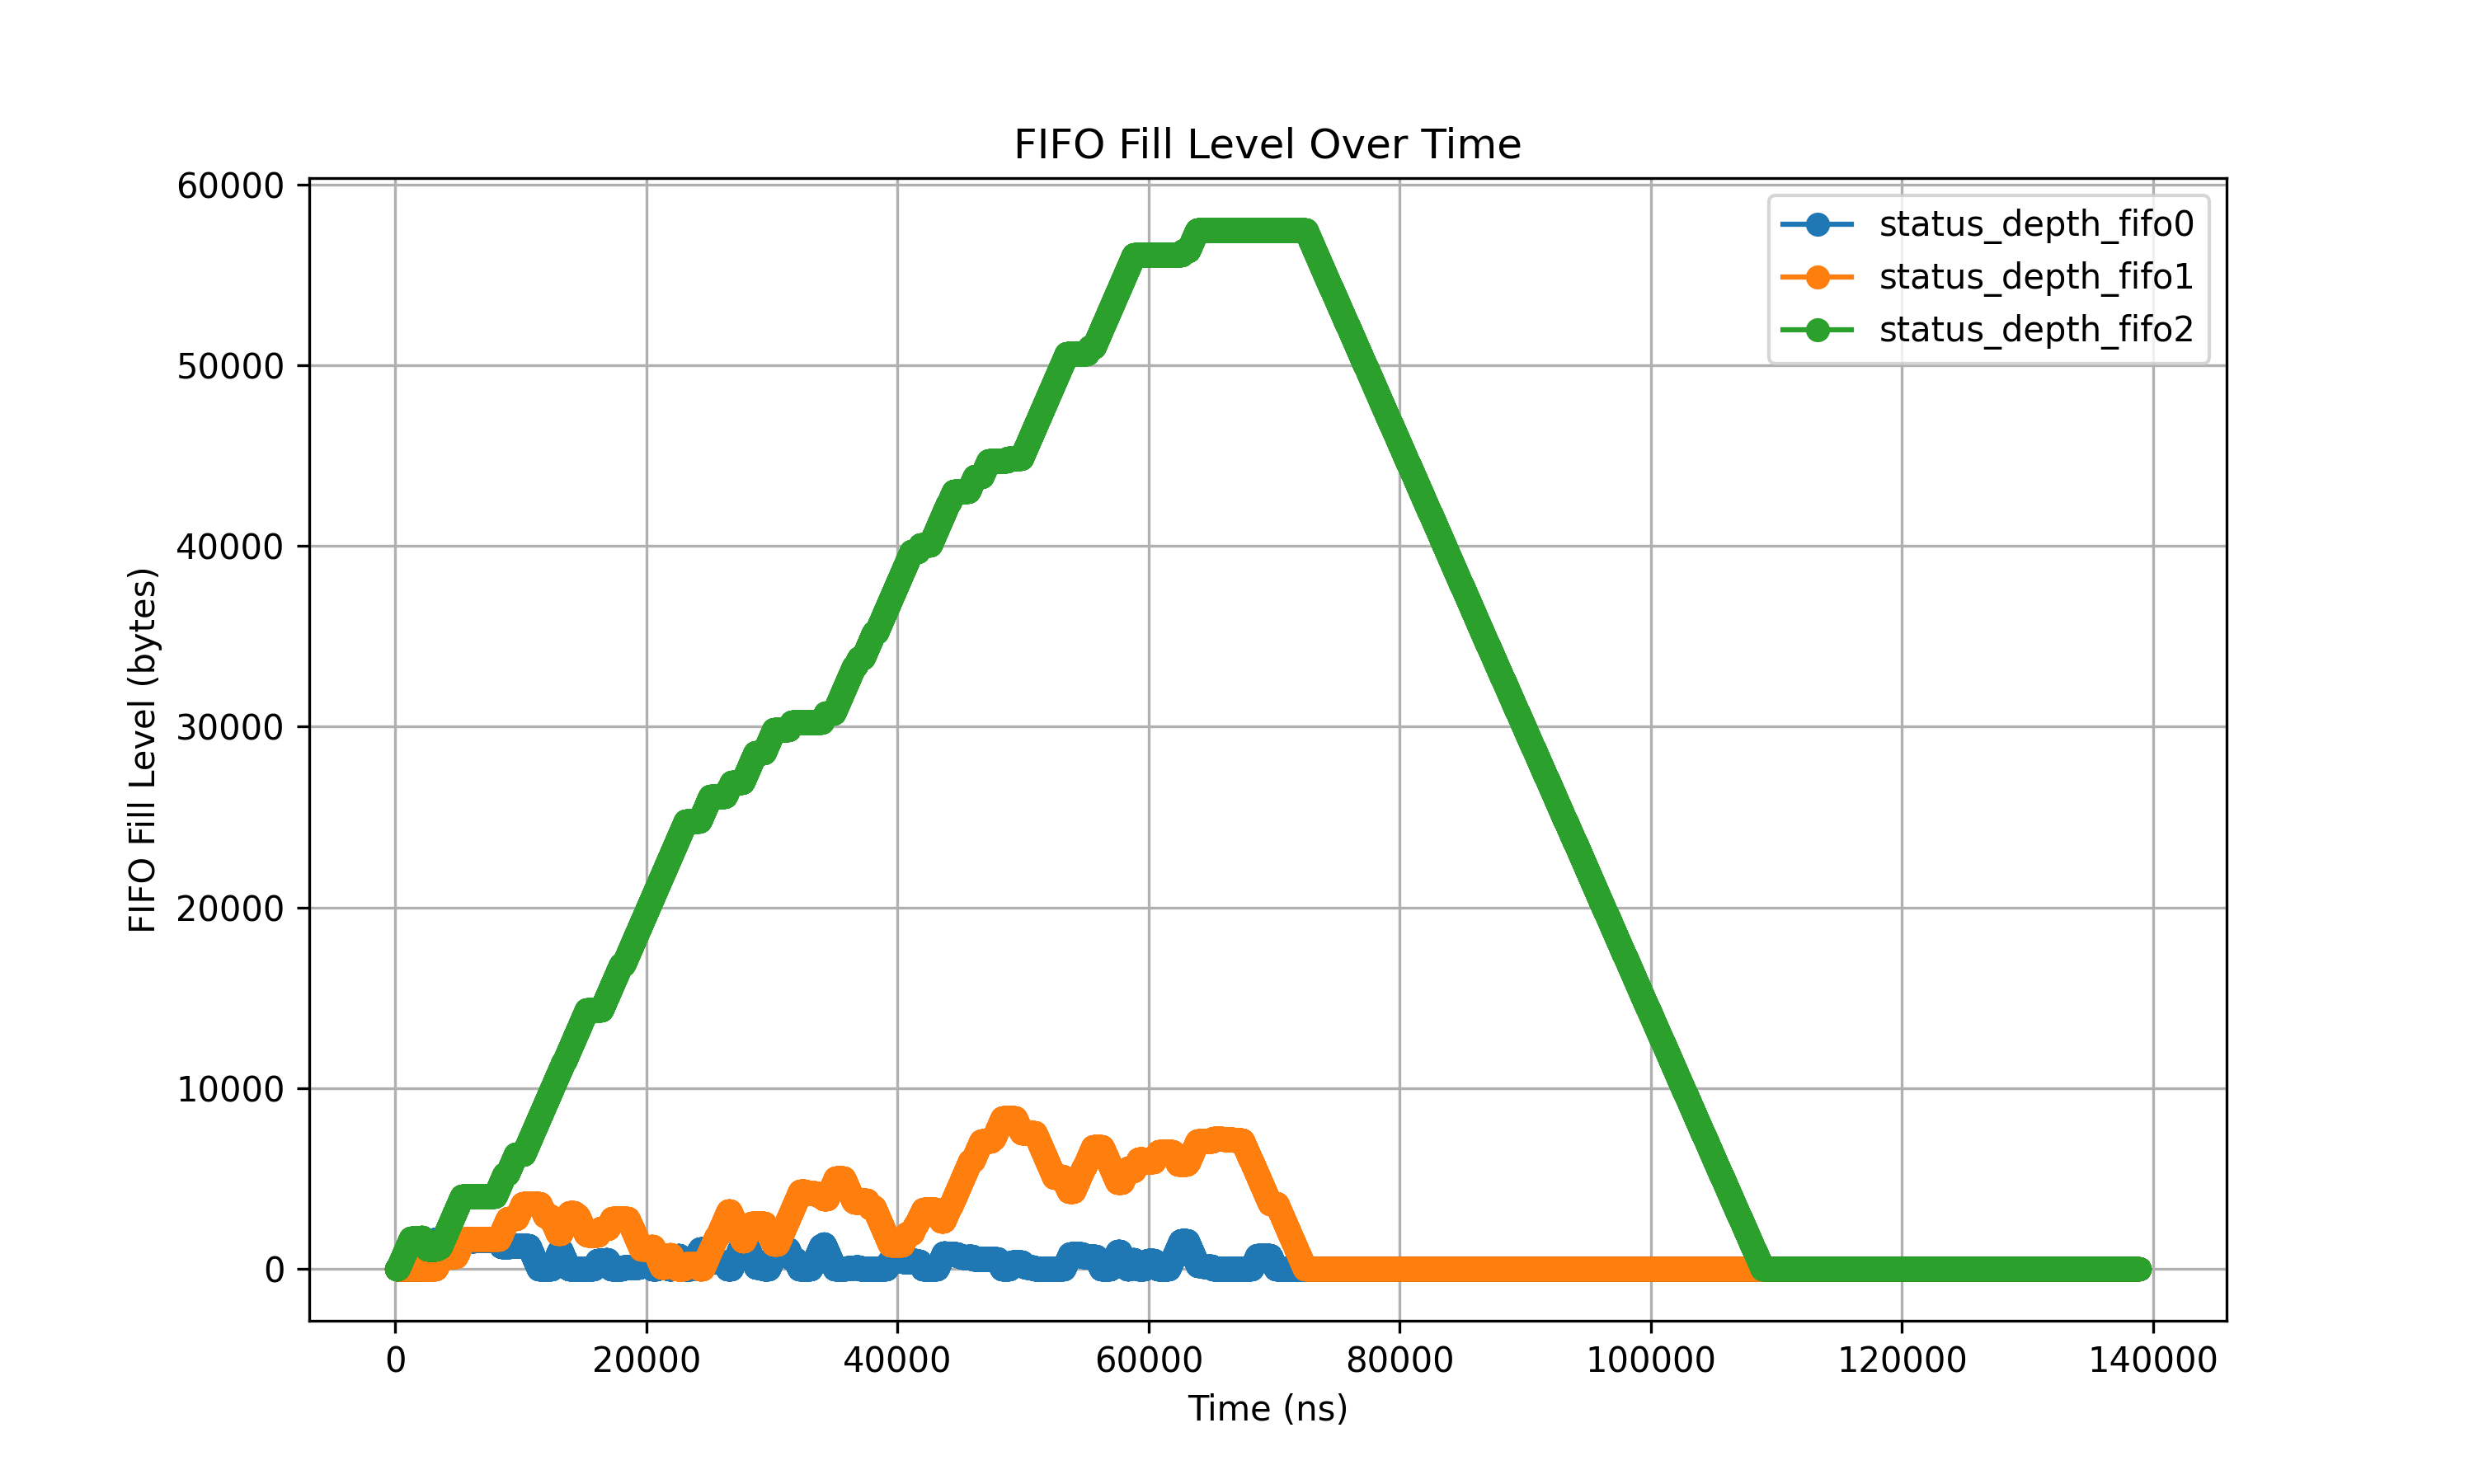 FIFO Fill Level Over Time
60000
50000
40000
30000
20000
10000
0
FIFO Fill Level (bytes)
status_depth_fifo0
status_depth_fifo1
status_depth_fifo2
0 20000 40000 60000 80000 100000 120000 140000
Time (ns)